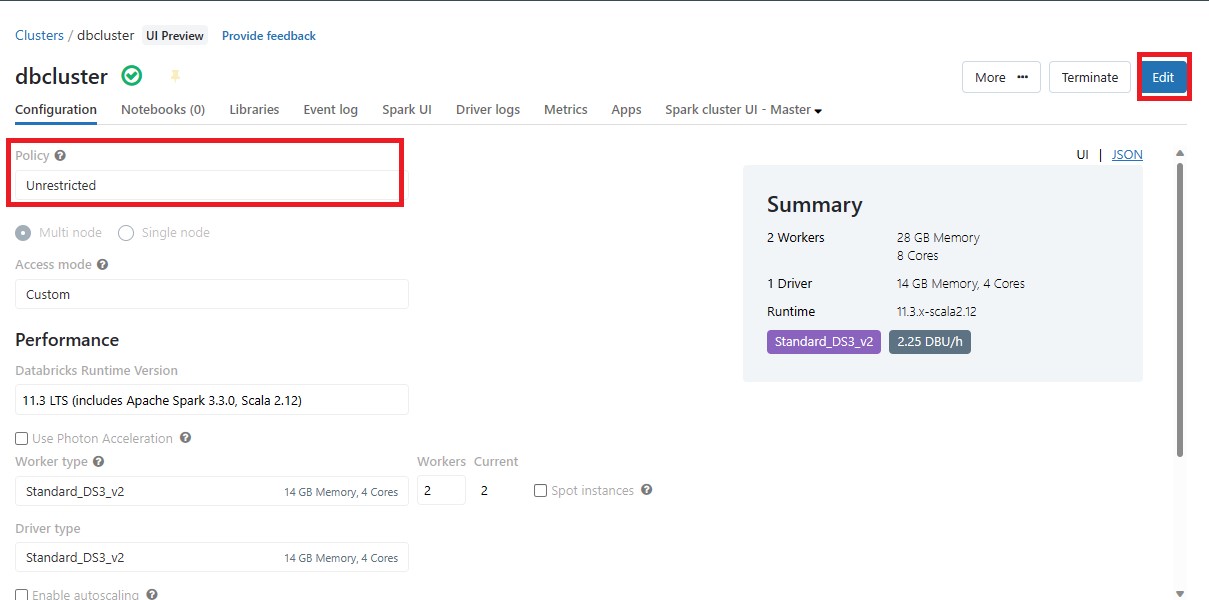 Clusters / dbcluster UI Preview Provide feedback
dbcluster
More ··· Terminate Edit
Configuration Notebooks (0) Libraries Event log Spark UI Driver logs Metrics Apps Spark cluster UI - Master
Policy ?
Unrestricted
UI | JSON
Multi node Single node
Access mode ?
Custom
Summary
2 Workers 28 GB Memory
8 Cores
1 Driver 14 GB Memory, 4 Cores
Runtime 11.3.x-scala2.12
Standard_DS3_v2 2.25 DBU/h
Performance
Databricks Runtime Version
11.3 LTS (includes Apache Spark 3.3.0, Scala 2.12)
Use Photon Acceleration ?
Worker type ? Workers Current
Standard_DS3_v2 14 GB Memory, 4 Cores 2 2 Spot instances ?
Driver type
Standard_DS3_v2 14 GB Memory, 4 Cores
Enable autoscaling ?